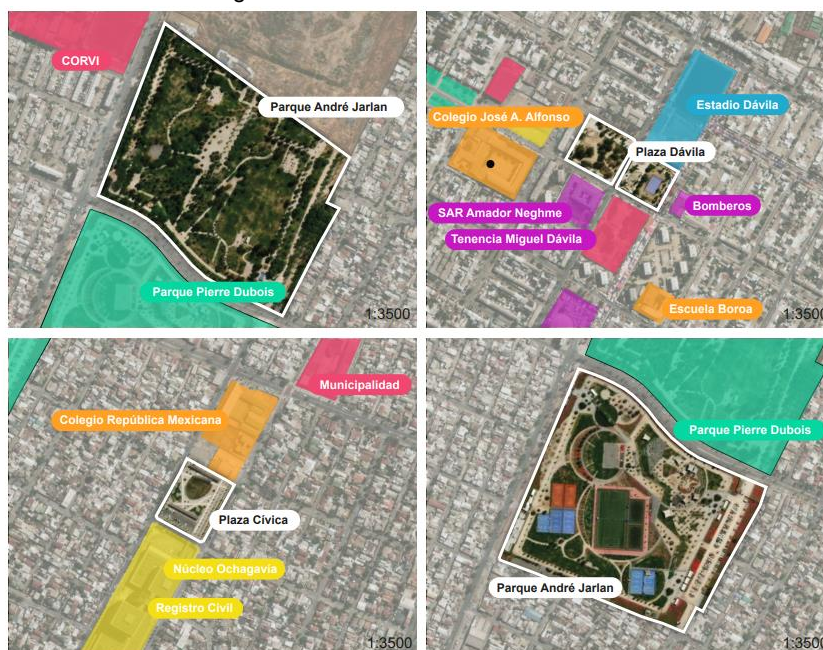 CORVI
Parque André Jarlan
Parque Pierre Dubois
1:3500
Estadio Dávila
Colegio José A. Alfonso
Plaza Dávila
Bomberos
SAR Amador Neghme
Tenencia Miguel Dávila
Escuela Boroa
1:3500
Municipalidad
Colegio República Mexicana
Plaza Cívica
Núcleo Ochagavía
Registro Civil
1:3500
Parque Pierre Dubois
Parque André Jarlan
1:3500